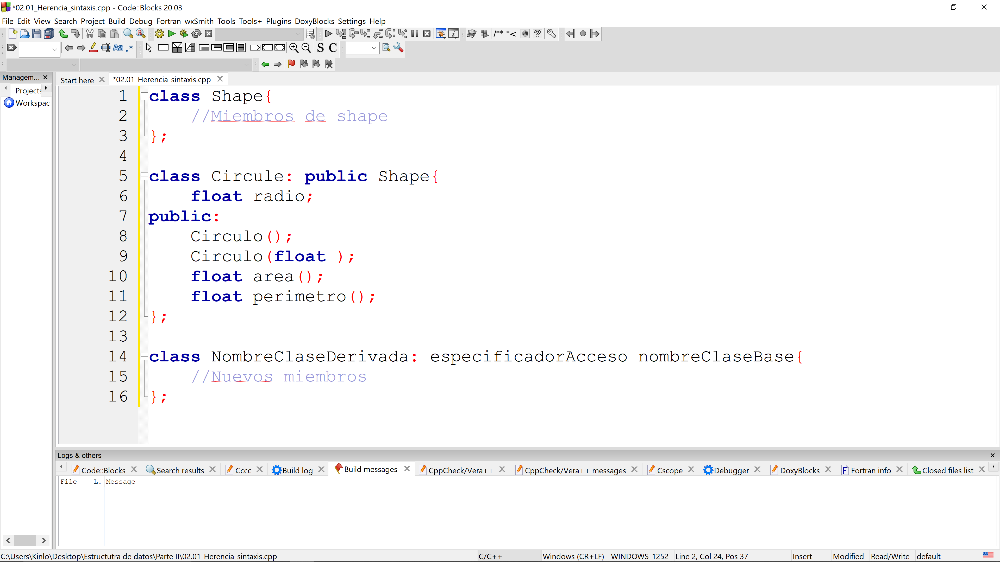 *02.01_Herencia_sintaxis.cpp - Code::Blocks 20.03
File Edit View Search Project Build Debug Fortran wxSmith Tools Tools+ Plugins DoxyBlocks Settings Help
/** *<
Aa .* S C
Managem...
Start here *02.01_Herencia_sintaxis.cpp
Projects
Workspac
1 class Shape{
2 //Miembros de shape
3 };
4
5 class Circule: public Shape{
6 float radio;
7 public:
8 Circulo();
9 Circulo(float );
10 float area();
11 float perimetro();
12 };
13
14 class NombreClaseDerivada: especificadorAcceso nombreClaseBase{
15 //Nuevos miembros
16 };
Logs & others
Code::Blocks Search results Cccc Build log Build messages CppCheck/Vera++ CppCheck/Vera++ messages Cscope Debugger DoxyBlocks Fortran info Closed files list
File L. Message
C:\Users\Kinlo\Desktop\Estructutra de datos\Parte II\02.01_Herencia_sintaxis.cpp C/C++ Windows (CR+LF) WINDOWS-1252 Line 2, Col 24, Pos 37 Insert Modified Read/Write default